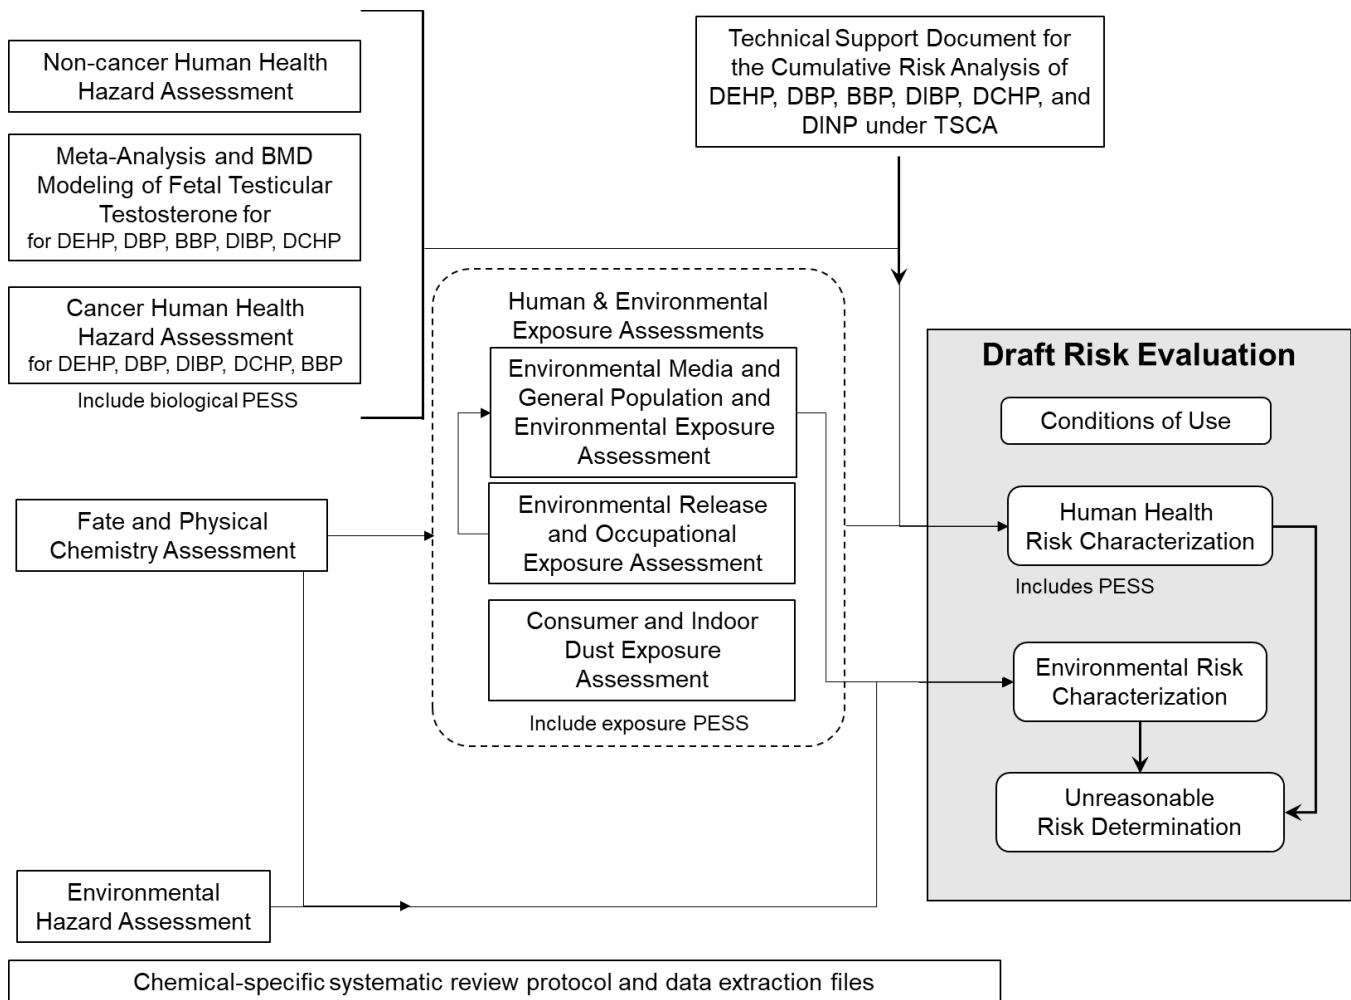 Non-cancer Human Health
Hazard Assessment
Meta-Analysis and BMD
Modeling of Fetal Testicular
Testosterone for
for DEHP, DBP, BBP, DIBP, DCHP
Cancer Human Health
Hazard Assessment
for DEHP, DBP, DIBP, DCHP, BBP
Include biological PESS
Technical Support Document for
the Cumulative Risk Analysis of
DEHP, DBP, BBP, DIBP, DCHP, and
DINP under TSCA
Fate and Physical
Chemistry Assessment
Human & Environmental
Exposure Assessments
Environmental Media and
General Population and
Environmental Exposure
Assessment
Environmental Release
and Occupational
Exposure Assessment
Consumer and Indoor
Dust Exposure
Assessment
Include exposure PESS
Draft Risk Evaluation
Conditions of Use
Human Health
Risk Characterization
Includes PESS
Environmental Risk
Characterization
Unreasonable
Risk Determination
Environmental
Hazard Assessment
Chemical-specific systematic review protocol and data extraction files